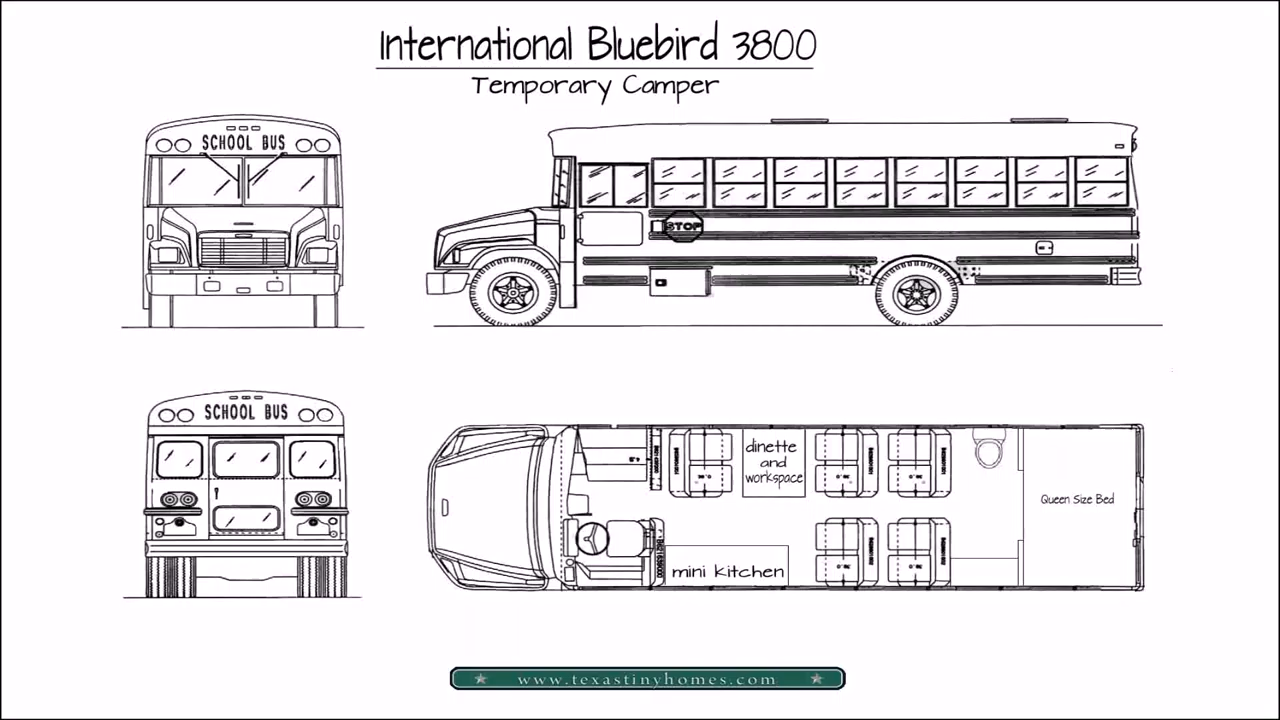 International Bluebird 3800
Temporary Camper
SCHOOL BUS
STOP
SCHOOL BUS
dinette
and
workspace
Queen Size Bed
mini kitchen
www.texastinyhomes.com